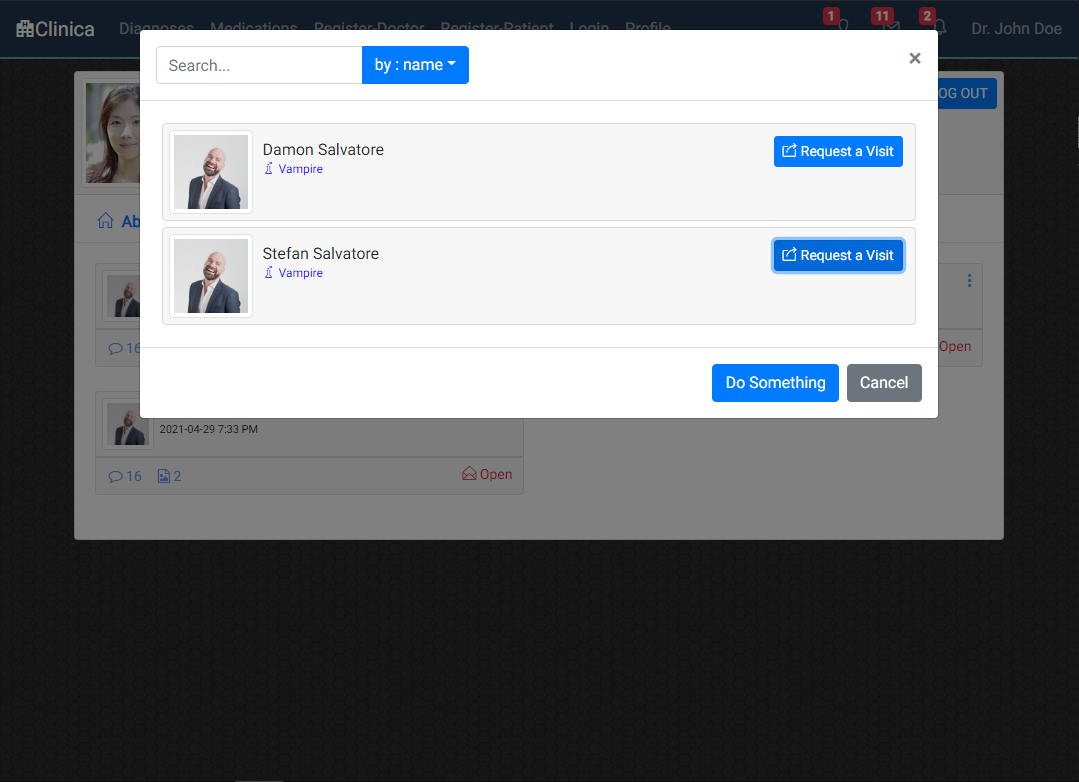 Clinica Diagnoses Medications Register-Doctor Register-Patient Login Profile 1 11 2 Dr. John Doe
Search... by : name ×
OG OUT
Damon Salvatore Request a Visit
Vampire
Ab
Stefan Salvatore Request a Visit
Vampire
16 Open
Do Something Cancel
2021-04-29 7:33 PM
16 2 Open